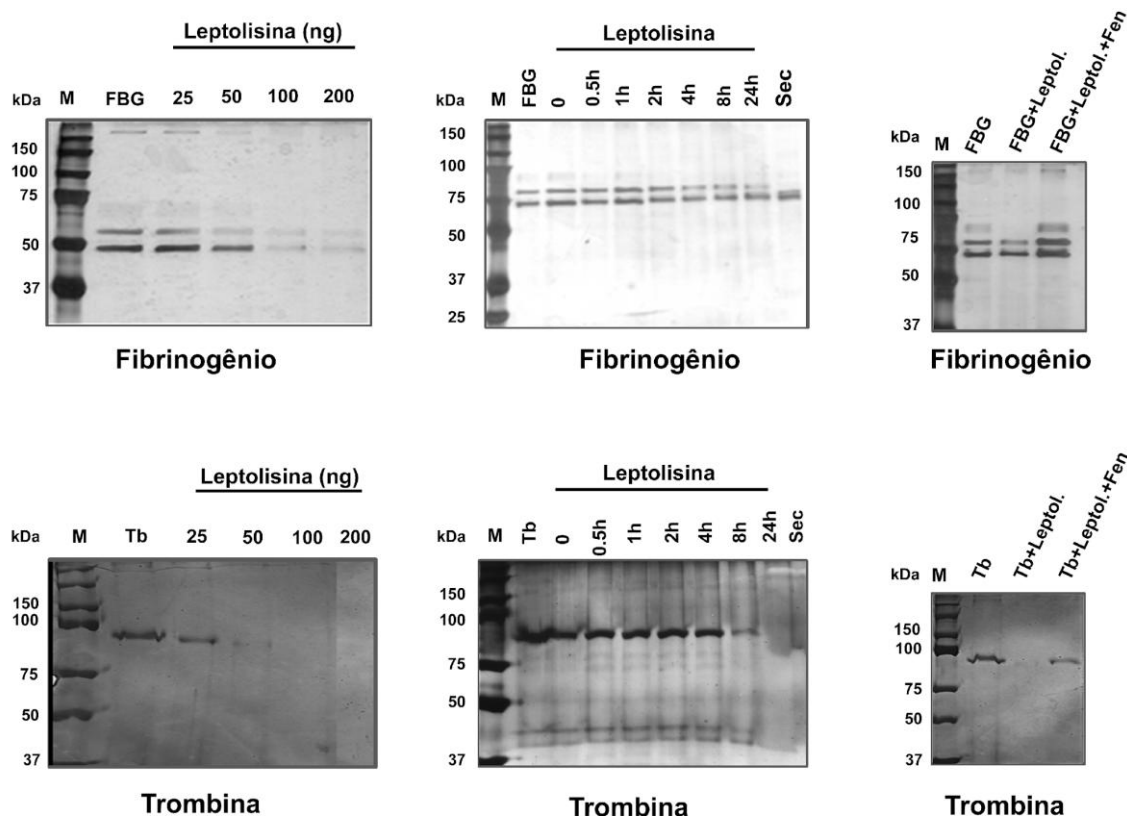 Leptolisina (ng)
kDa M FBG 25 50 100 200
150
100
75
50
37
Fibrinogênio
Leptolisina
kDa M FBG 0 0.5h 1h 2h 4h 8h 24h Sec
150
100
75
50
37
25
Fibrinogênio
kDa M FBG FBG+Leptol. FBG+Leptol.+Fen
150
100
75
50
37
Fibrinogênio
Leptolisina (ng)
kDa M Tb 25 50 100 200
150
100
75
50
37
Trombina
Leptolisina
kDa M Tb 0 0.5h 1h 2h 4h 8h 24h Sec
150
100
75
50
37
Trombina
kDa M Tb Tb+Leptol. Tb+Leptol.+Fen
150
100
75
50
37
Trombina